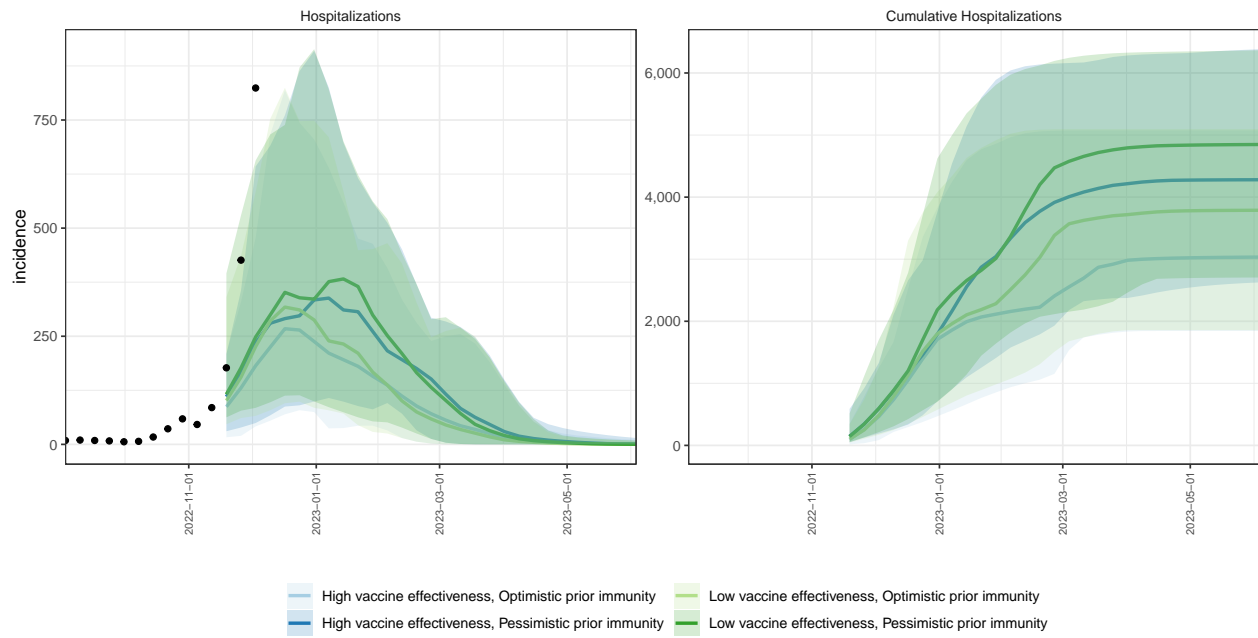 Hospitalizations
Cumulative Hospitalizations
incidence
750
500
250
0
6,000
4,000
2,000
0
2022−11−01
2023−01−01
2023−03−01
2023−05−01
2022−11−01
2023−01−01
2023−03−01
2023−05−01
High vaccine effectiveness, Optimistic prior immunity
Low vaccine effectiveness, Optimistic prior immunity
High vaccine effectiveness, Pessimistic prior immunity
Low vaccine effectiveness, Pessimistic prior immunity